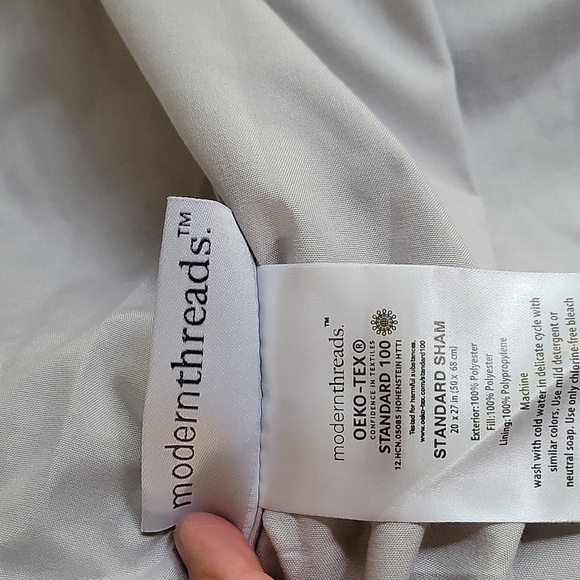 modernthreads.™
modernthreads.™
OEKO-TEX®
CONFIDENCE IN TEXTILES
STANDARD 100
12.HCN.05085 HOHENSTEIN HTTI
Tested for harmful substances.
www.oeko-tex.com/standard100
STANDARD SHAM
20 x 27 in (50 x 68 cm)
Exterior:100% Polyester
Fill:100% Polyester
Lining:100% Polypropylene
Machine
wash with cold water in delicate cycle with
similar colors. Use mild detergent or
neutral soap. Use only chlorine-free bleach